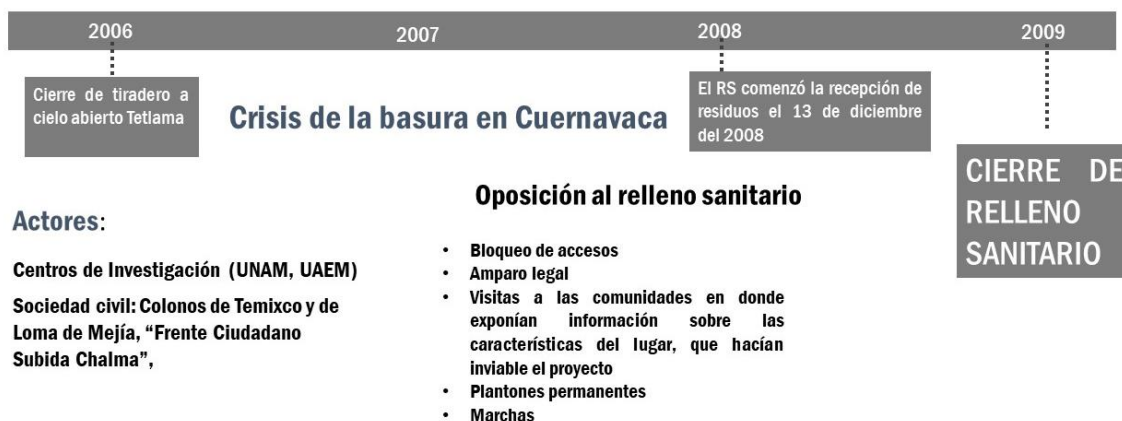 2006
2007
2008
2009
Cierre de tiradero a
cielo abierto Tetlama
Crisis de la basura en Cuernavaca
El RS comenzó la recepción de
residuos el 13 de diciembre
del 2008
CIERRE DE
RELLENO
SANITARIO
Actores:
Centros de Investigación (UNAM, UAEM)
Sociedad civil: Colonos de Temixco y de
Loma de Mejía, “Frente Ciudadano
Subida Chalma”,
Oposición al relleno sanitario
• Bloqueo de accesos
• Amparo legal
• Visitas a las comunidades en donde
exponían información sobre las
características del lugar, que hacían
inviable el proyecto
• Plantones permanentes
• Marchas